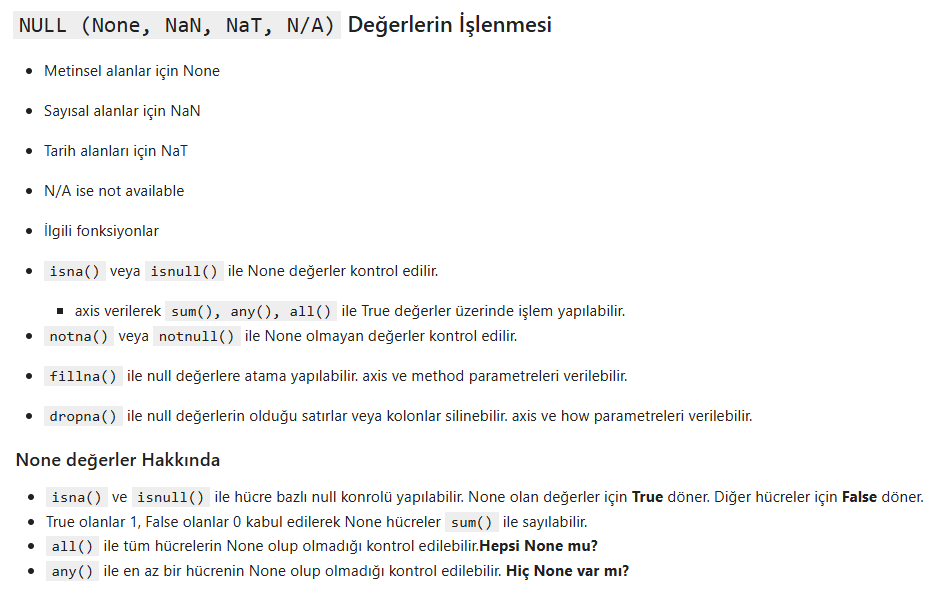 NULL (None, NaN, NaT, N/A) Değerlerin İşlenmesi
Metinsel alanlar için None
Sayısal alanlar için NaN
Tarih alanları için NaT
N/A ise not available
İlgili fonksiyonlar
isna() veya isnull() ile None değerler kontrol edilir.
axis verilerek sum(), any(), all() ile True değerler üzerinde işlem yapılabilir.
notna() veya notnull() ile None olmayan değerler kontrol edilir.
fillna() ile null değerlere atama yapılabilir. axis ve method parametreleri verilebilir.
dropna() ile null değerlerin olduğu satırlar veya kolonlar silinebilir. axis ve how parametreleri verilebilir.
None değerler Hakkında
isna() ve isnull() ile hücre bazlı null konrolü yapılabilir. None olan değerler için True döner. Diğer hücreler için False döner.
True olanlar 1, False olanlar 0 kabul edilerek None hücreler sum() ile sayılabilir.
all() ile tüm hücrelerin None olup olmadığı kontrol edilebilir.Hepsi None mu?
any() ile en az bir hücrenin None olup olmadığı kontrol edilebilir. Hiç None var mı?